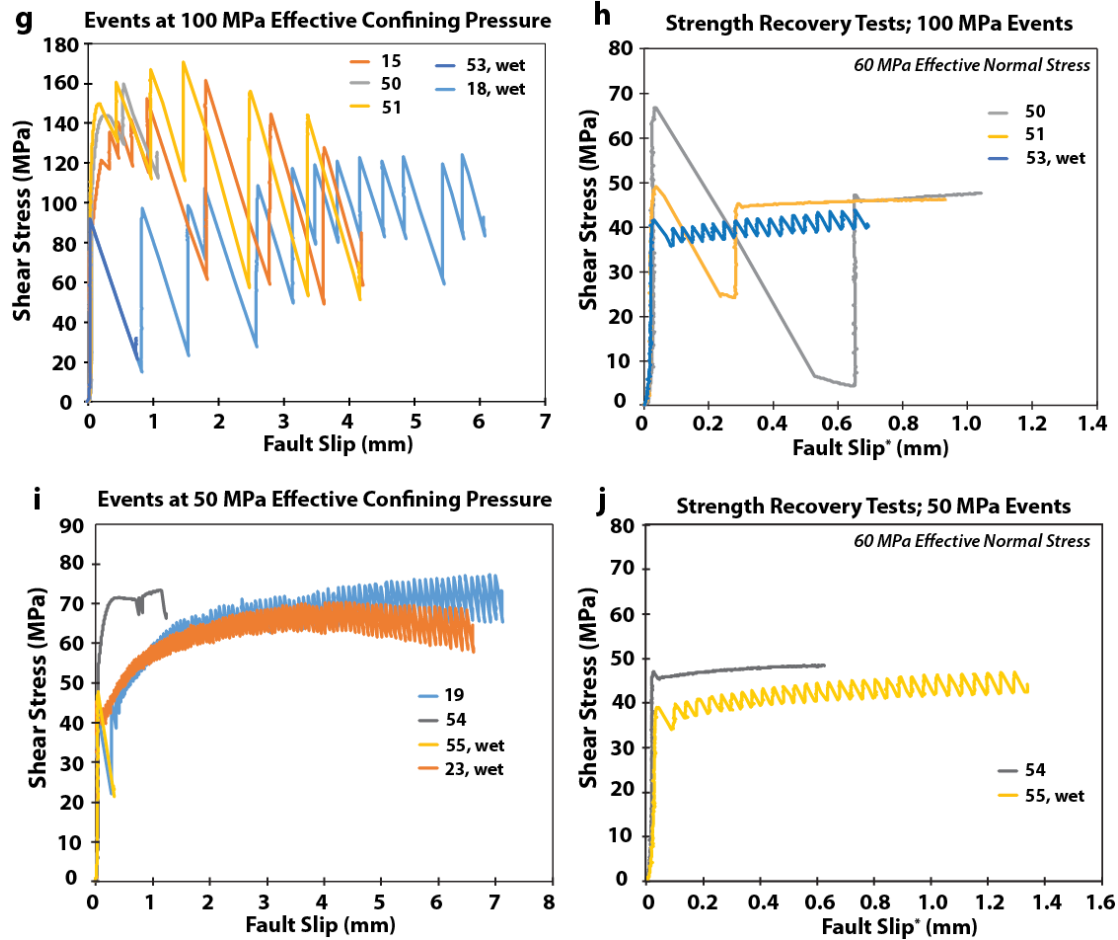 g
Events at 100 MPa Effective Confining Pressure
Shear Stress (MPa)
180
160
140
120
100
80
60
40
20
0
15
50
51
53, wet
18, wet
0 1 2 3 4 5 6 7
Fault Slip (mm)
h
Strength Recovery Tests; 100 MPa Events
60 MPa Effective Normal Stress
Shear Stress (MPa)
80
70
60
50
40
30
20
10
0
50
51
53, wet
0 0.2 0.4 0.6 0.8 1.0 1.2 1.4
Fault Slip* (mm)
i
Events at 50 MPa Effective Confining Pressure
Shear Stress (MPa)
90
80
70
60
50
40
30
20
10
0
19
54
55, wet
23, wet
0 1 2 3 4 5 6 7 8
Fault Slip (mm)
j
Strength Recovery Tests; 50 MPa Events
60 MPa Effective Normal Stress
Shear Stress (MPa)
80
70
60
50
40
30
20
10
0
54
55, wet
0 0.2 0.4 0.6 0.8 1.0 1.2 1.4 1.6
Fault Slip* (mm)